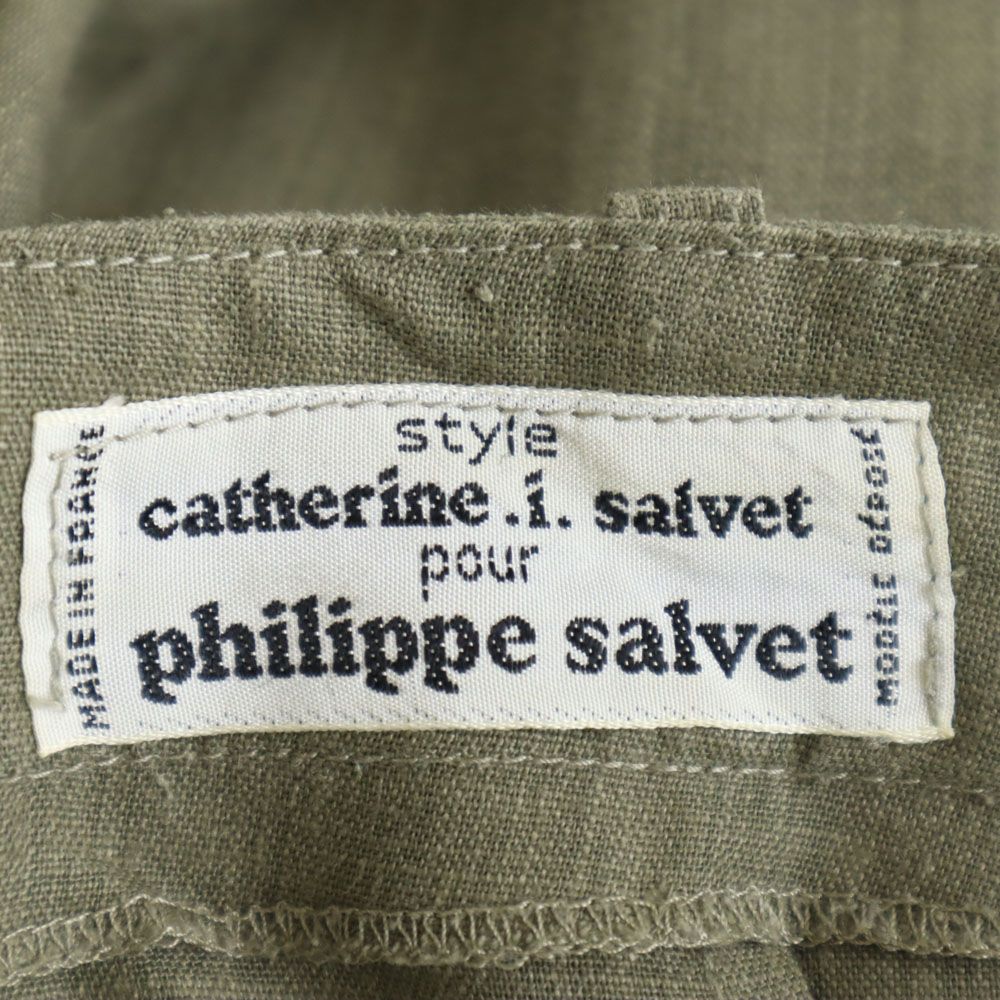 style
catherine .i. salvet
pour
philippe salvet
MADE IN FRANCE
MODÈLE DÉPOSÉ